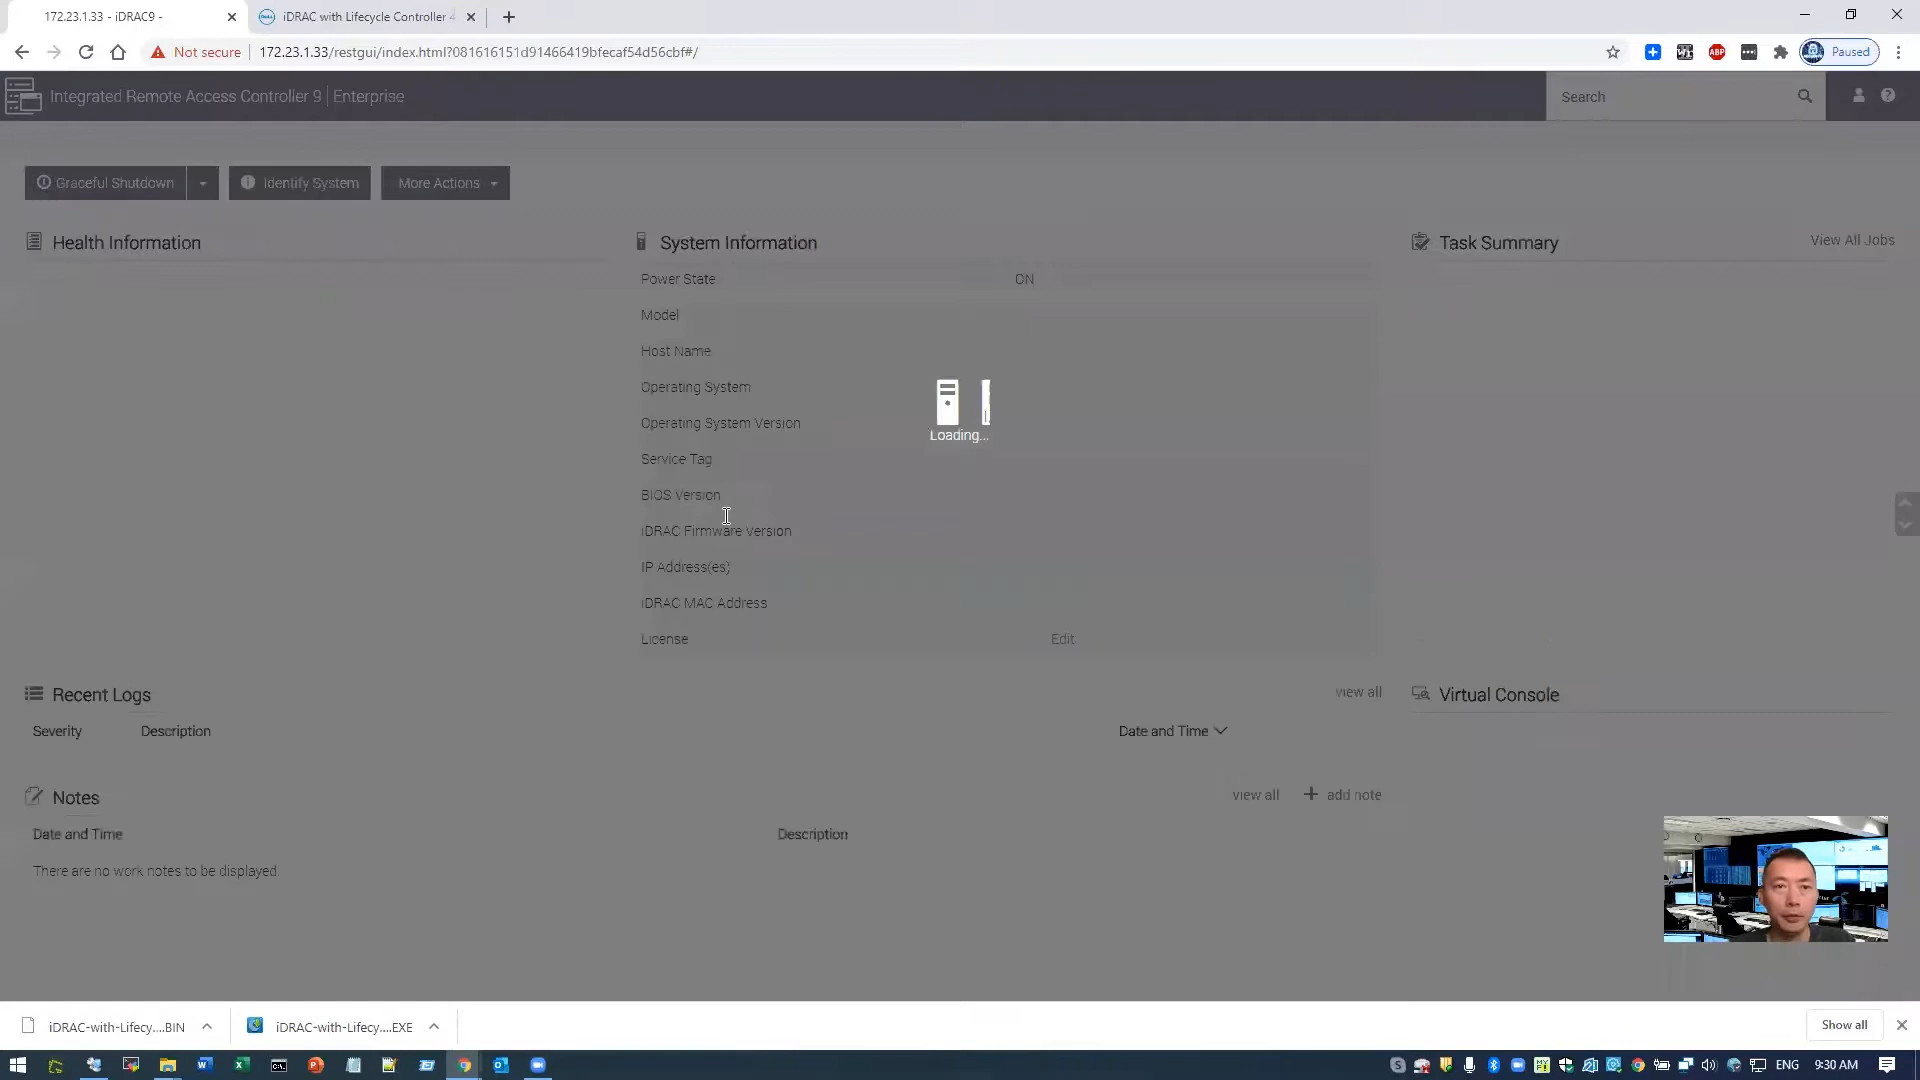 172.23.1.33 - iDRAC9 -
iDRAC with Lifecycle Controller 4
Not secure
172.23.1.33/restgui/index.html?081616151d91466419bfecaf54d56cbf#/
ABP
Paused
Integrated Remote Access Controller 9 | Enterprise
Search
Graceful Shutdown
Identify System
More Actions
Health Information
System Information
Task Summary
View All Jobs
Power State ON
Model
Host Name
Operating System
Loading...
Operating System Version
Service Tag
BIOS Version
iDRAC Firmware Version
IP Address(es)
iDRAC MAC Address
License Edit
Recent Logs
view all
Virtual Console
Severity Description Date and Time
Notes
view all + add note
Date and Time Description
There are no work notes to be displayed.
iDRAC-with-Lifecy....BIN
iDRAC-with-Lifecy....EXE
Show all
ENG
9:30 AM